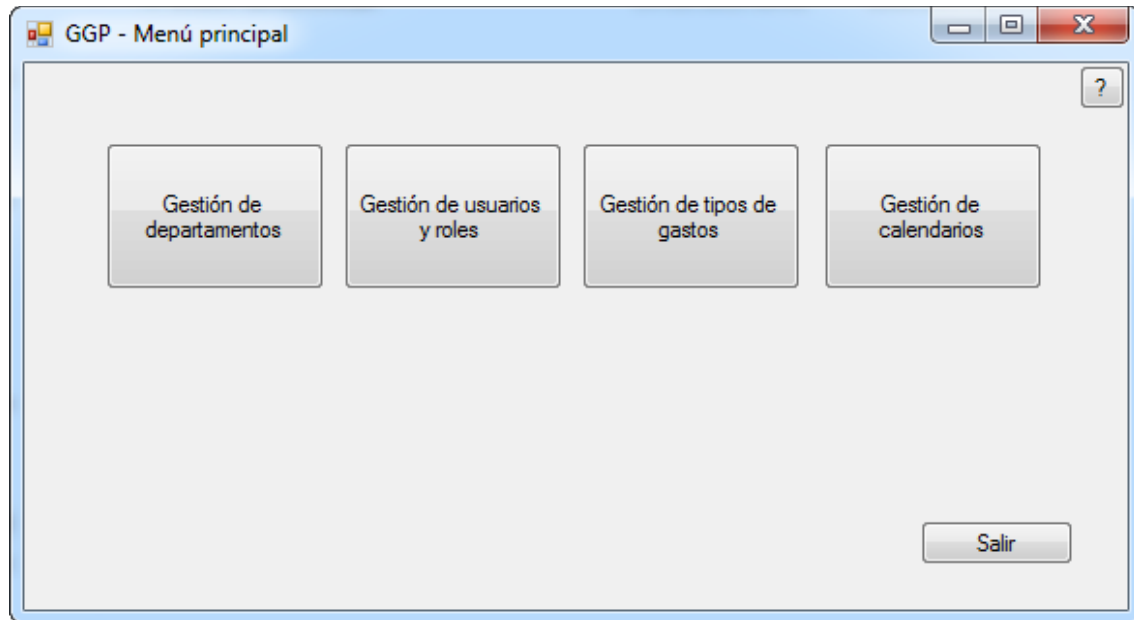 GGP - Menú principal
?
Gestión de
departamentos
Gestión de usuarios
y roles
Gestión de tipos de
gastos
Gestión de
calendarios
Salir